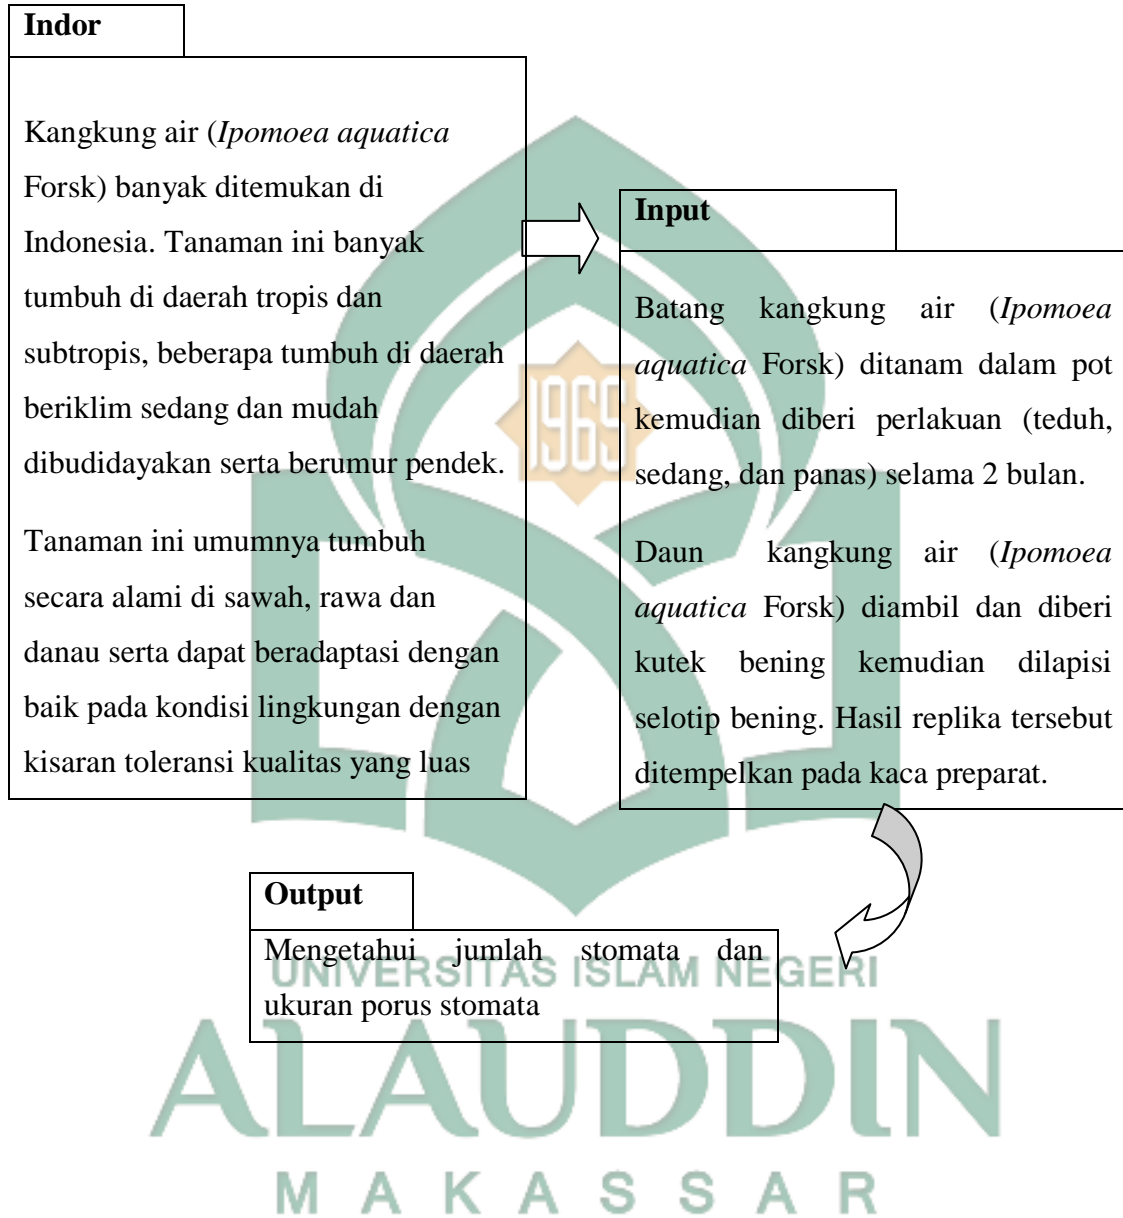 Indor
Kangkung air (Ipomoea aquatica
Forsk) banyak ditemukan di
Indonesia. Tanaman ini banyak
tumbuh di daerah tropis dan
subtropis, beberapa tumbuh di daerah
beriklim sedang dan mudah
dibudidayakan serta berumur pendek.
Tanaman ini umumnya tumbuh
secara alami di sawah, rawa dan
danau serta dapat beradaptasi dengan
baik pada kondisi lingkungan dengan
kisaran toleransi kualitas yang luas
Input
Batang kangkung air (Ipomoea
aquatica Forsk) ditanam dalam pot
kemudian diberi perlakuan (teduh,
sedang, dan panas) selama 2 bulan.
Daun kangkung air (Ipomoea
aquatica Forsk) diambil dan diberi
kutek bening kemudian dilapisi
selotip bening. Hasil replika tersebut
ditempelkan pada kaca preparat.
Output
Mengetahui jumlah stomata dan
ukuran porus stomata
1965
UNIVERSITAS ISLAM NEGERI
ALAUDDIN
MAKASSAR